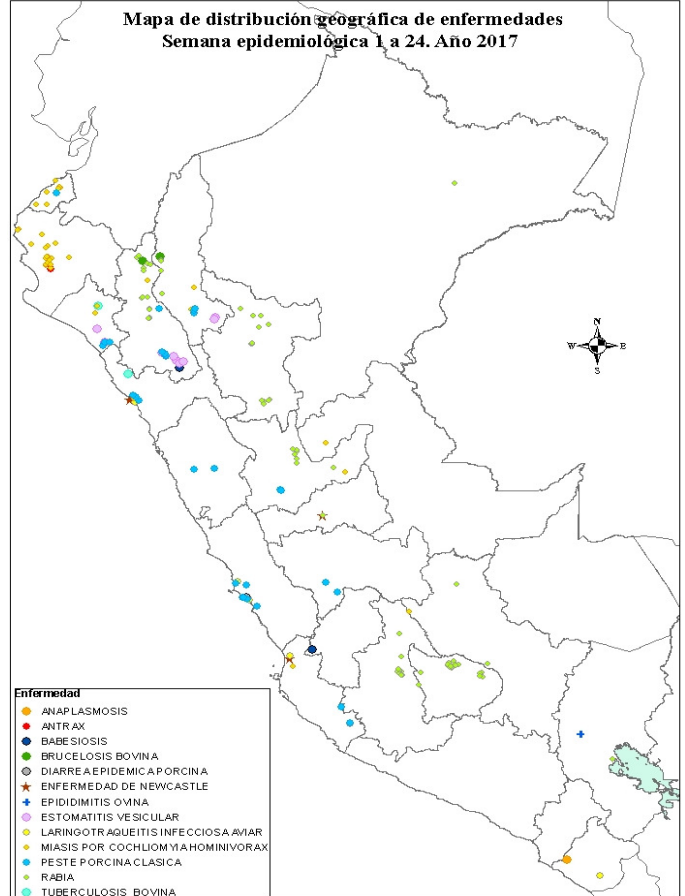 Mapa de distribución geográfica de enfermedades
Semana epidemiológica 1 a 24. Año 2017
N
W E
S
Enfermedad
ANAPLASMOSIS
ANTRAX
BABESIOSIS
BRUCELOSIS BOVINA
DIARREA EPIDEMICA PORCINA
ENFERMEDAD DE NEWCASTLE
EPIDIDIMITIS OVINA
ESTOMATITIS VESICULAR
LARINGOTRAQUEITIS INFECCIOSA AVIAR
MIASIS POR COCHLIOMYIA HOMINIVORAX
PESTE PORCINA CLASICA
RABIA
TUBERCULOSIS BOVINA